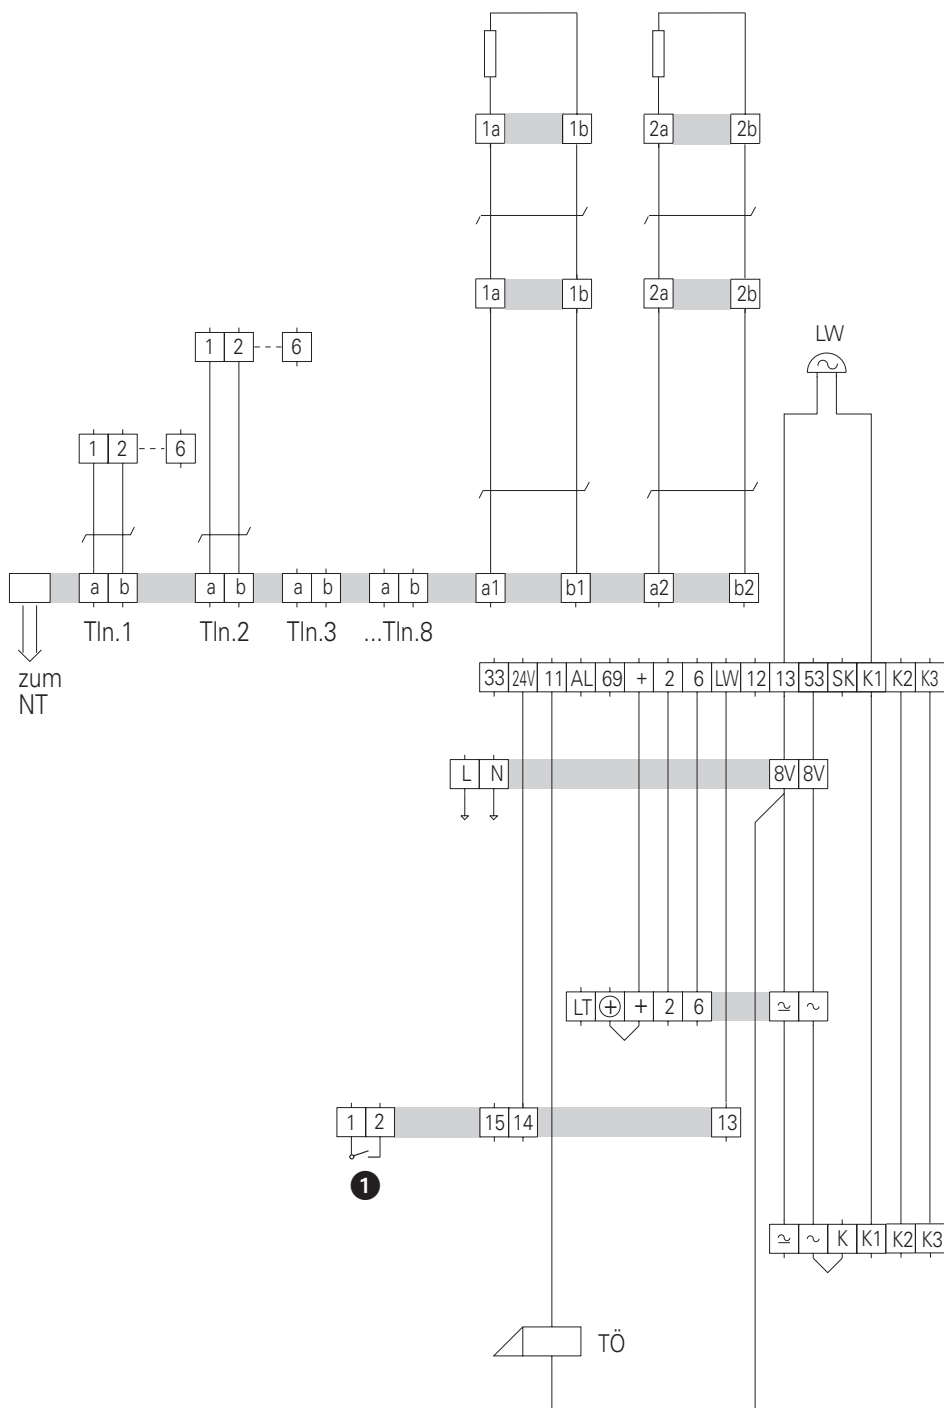 1a 1b 2a 2b
1a 1b 2a 2b
LW
1 2 6
1 2 6
a b a b a b a b a1 b1 a2 b2
Tln.1 Tln.2 Tln.3 ...Tln.8
zum
NT
33 24V 11 AL 69 + 2 6 LW 12 13 53 SK K1 K2 K3
L N 8V 8V
LT + + 2 6 ≃ ~
1 2 15 14 13
1
≃ ~ K K1 K2 K3
TÖ